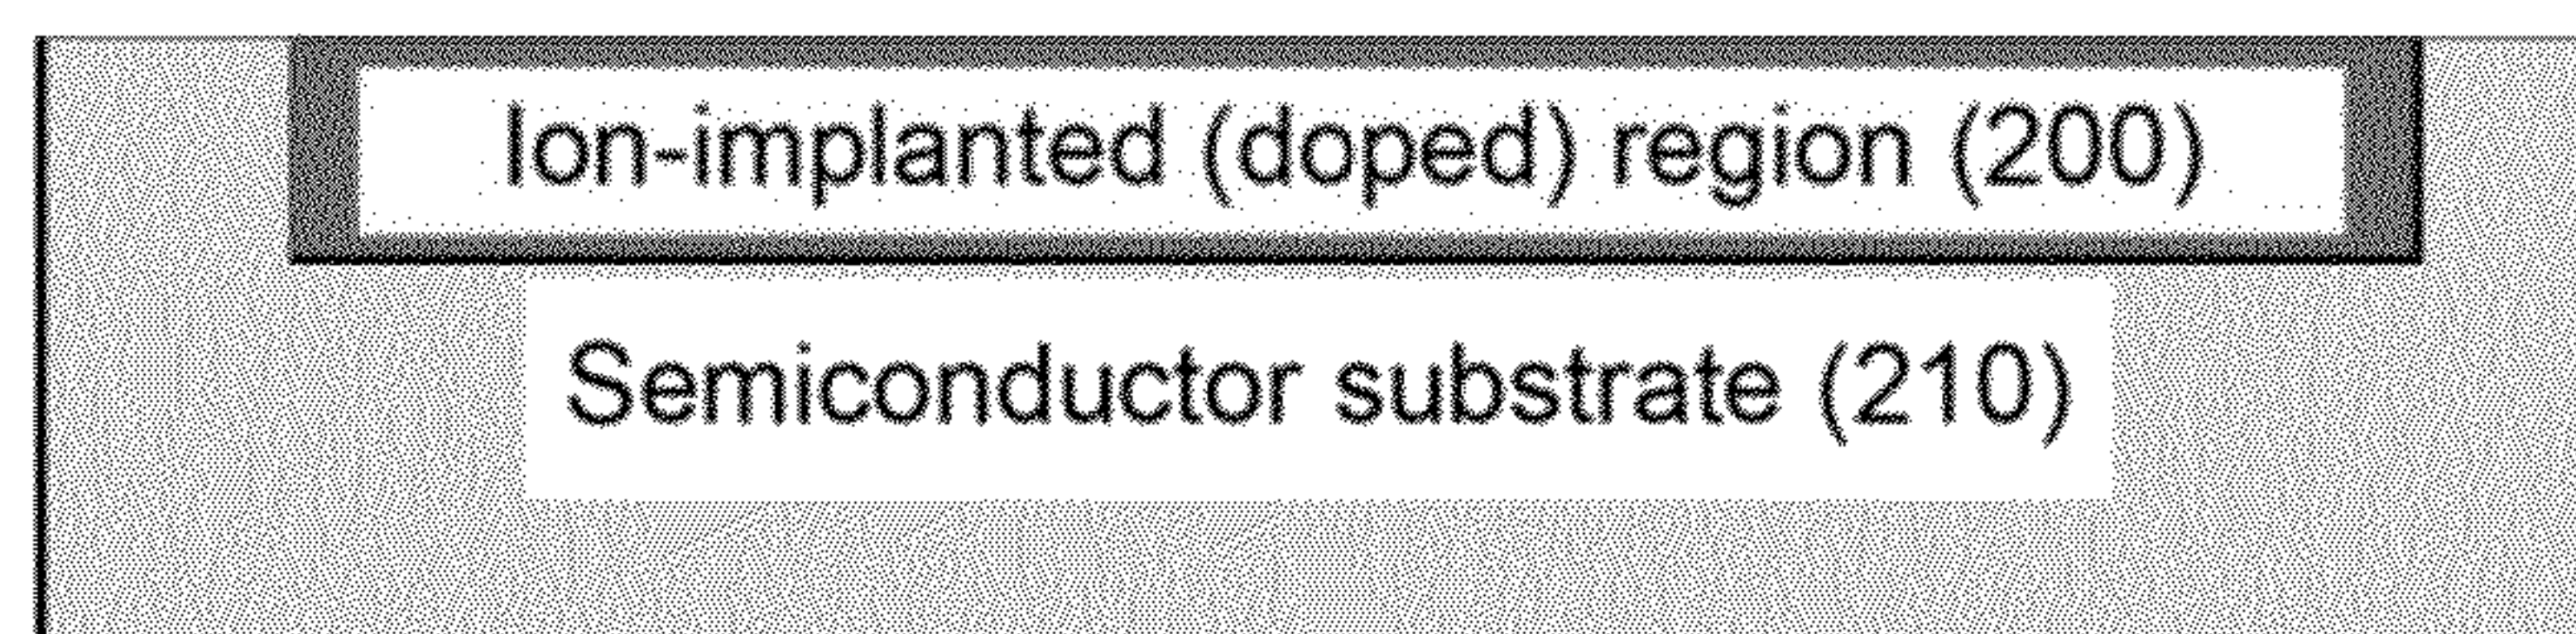 Ion-implanted (doped) region (200)
Semiconductor substrate (210)